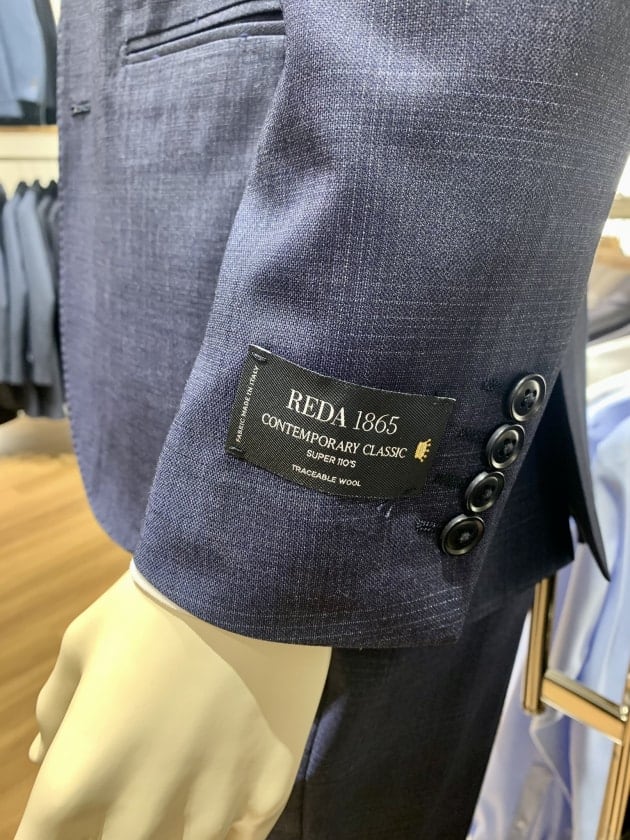 FABRIC MADE IN ITALY
REDA 1865
CONTEMPORARY CLASSIC
SUPER 110'S
TRACEABLE WOOL